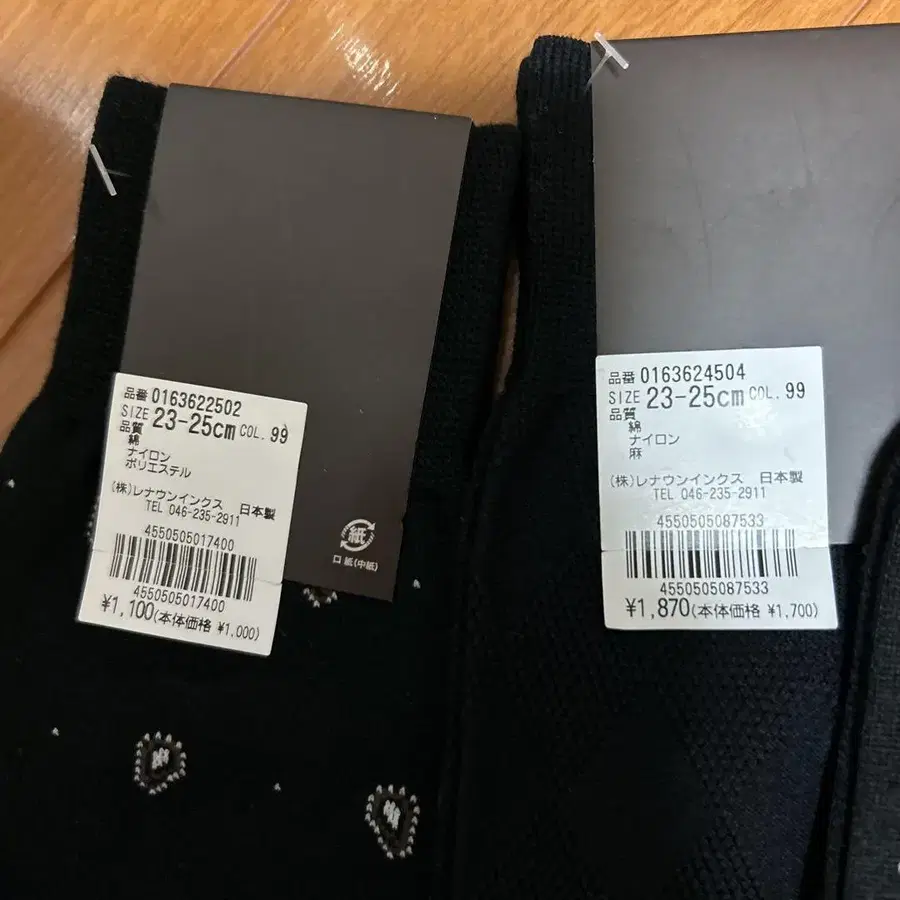 品番 0163622502
SIZE 23-25cm COL. 99
品質
綿
ナイロン
ポリエステル
(株)レナウンインクス 日本製
TEL 046-235-2911
4550505017400
4550505017400
¥1,100(本体価格 ¥1,000)
紙
口紙(中紙)
品番 0163624504
SIZE 23-25cm COL. 99
品質
綿
ナイロン
麻
(株)レナウンインクス 日本製
TEL 046-235-2911
4550505087533
4550505087533
¥1,870(本体価格 ¥1,700)